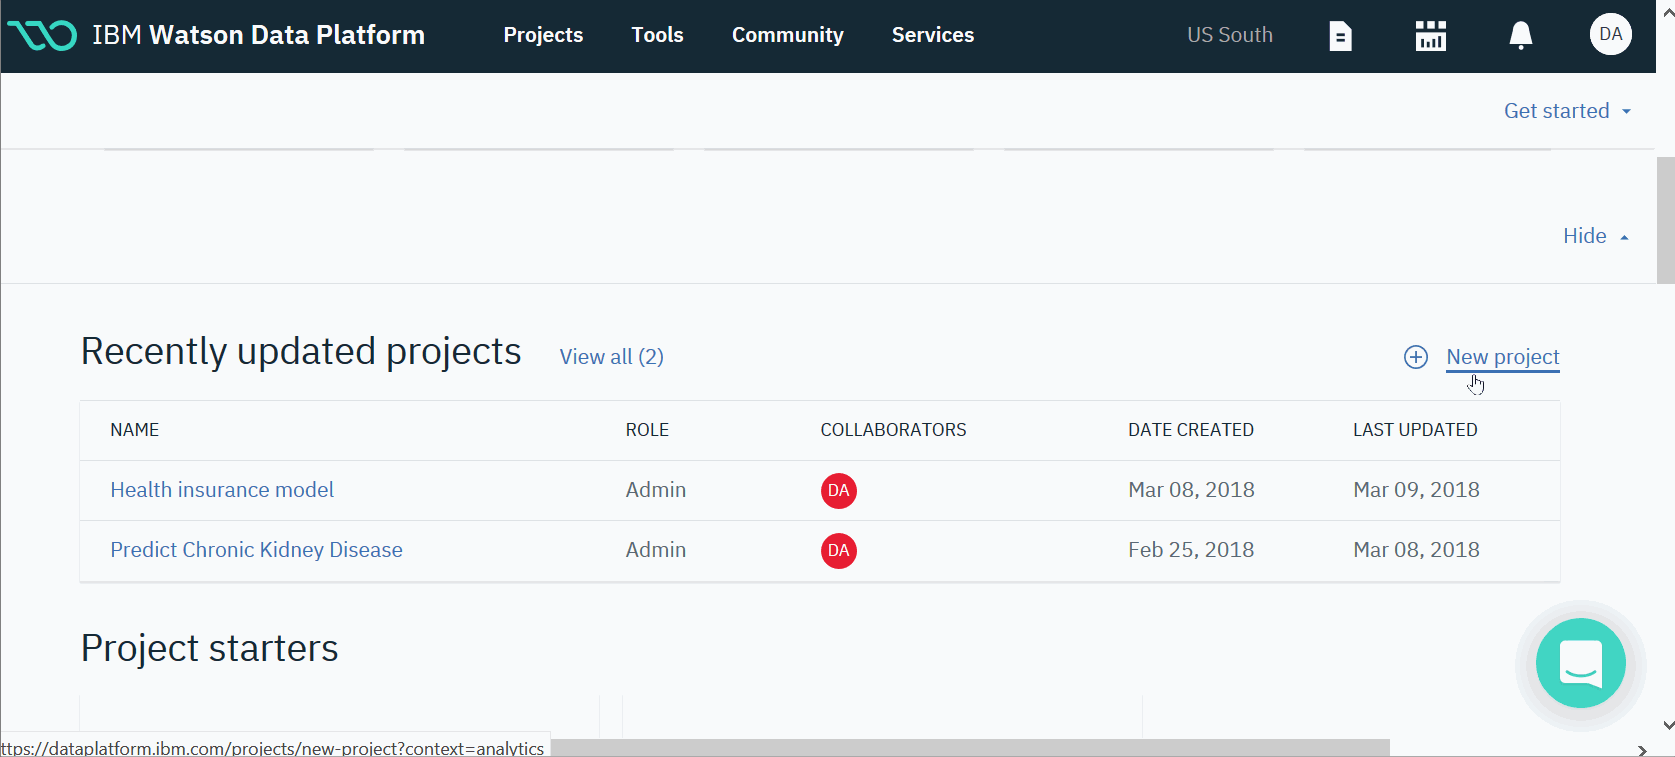 IBM Watson Data Platform Projects Tools Community Services US South DA
Get started
Hide
Recently updated projects View all (2) New project
NAME ROLE COLLABORATORS DATE CREATED LAST UPDATED
Health insurance model Admin DA Mar 08, 2018 Mar 09, 2018
Predict Chronic Kidney Disease Admin DA Feb 25, 2018 Mar 08, 2018
Project starters
ttps://dataplatform.ibm.com/projects/new-project?context=analytics